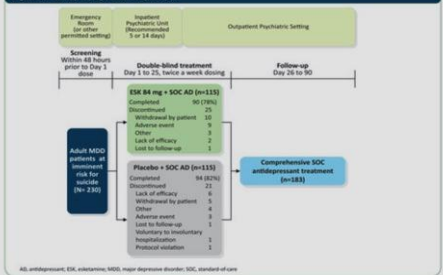 Emergency
Room
(or other
permitted setting)
Inpatient
Psychiatric Unit
(Recommended
5 or 14 days)
Outpatient Psychiatric Setting
Screening
Within 48 hours
prior to Day 1
dose
Double-blind treatment
Day 1 to 25, twice a week dosing
Follow-up
Day 26 to 90
Adult MDD
patients at
imminent
risk for
suicide
(N= 230)
ESK 84 mg + SOC AD (n=115)
Completed 90 (78%)
Discontinued 25
Withdrawal by patient 10
Adverse event 9
Other 3
Lack of efficacy 2
Lost to follow-up 1
Placebo + SOC AD (n=115)
Completed 94 (82%)
Discontinued 21
Lack of efficacy 6
Withdrawal by patient 5
Other 4
Adverse event 3
Lost to follow-up 1
Voluntary to involuntary
hospitalization 1
Protocol violation 1
Comprehensive SOC
antidepressant treatment
(n=183)
AD, antidepressant; ESK, esketamine; MDD, major depressive disorder; SOC, standard-of-care